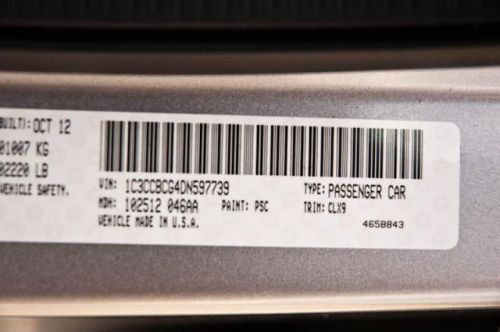 BUILT): OCT 12
01007 KG
02220 LB
VEHICLE SAFETY.
VIN: 1C3CCBCG4DN597739
TYPE: PASSENGER CAR
MDH: 102512 046AA
PAINT: PSC
TRIM: CLX9
VEHICLE MADE IN U.S.A.
4658843